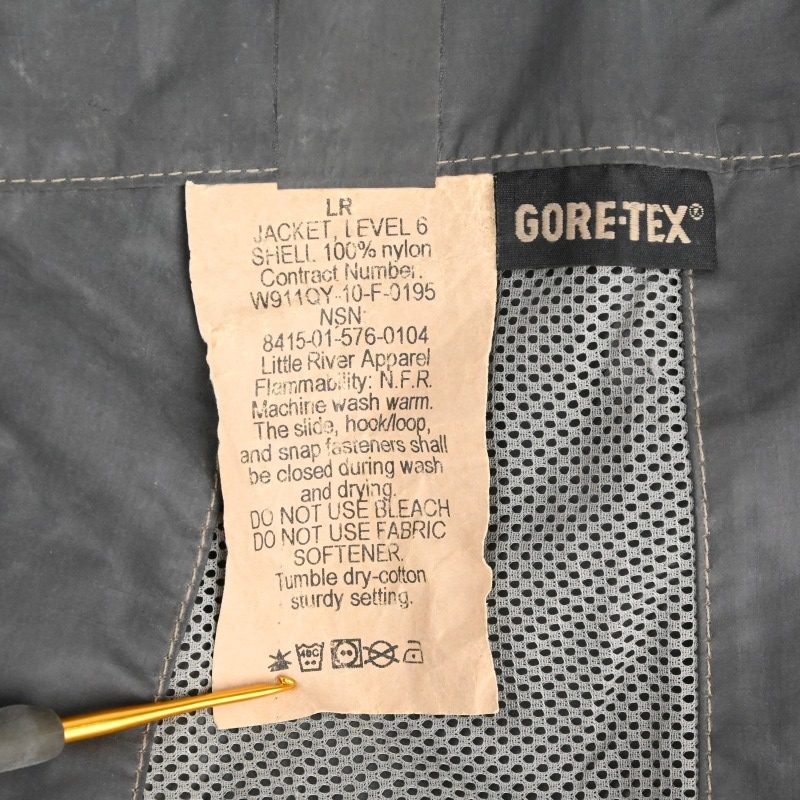 LR
JACKET, LEVEL 6
SHELL. 100% nylon
Contract Number.
W911QY-10-F-0195
NSN:
8415-01-576-0104
Little River Apparel
Flammability: N.F.R.
Machine wash warm.
The slide, hook/loop,
and snap fasteners shall
be closed during wash
and drying.
DO NOT USE BLEACH
DO NOT USE FABRIC
SOFTENER.
Tumble dry-cotton
sturdy setting.
40C
GORE-TEX®